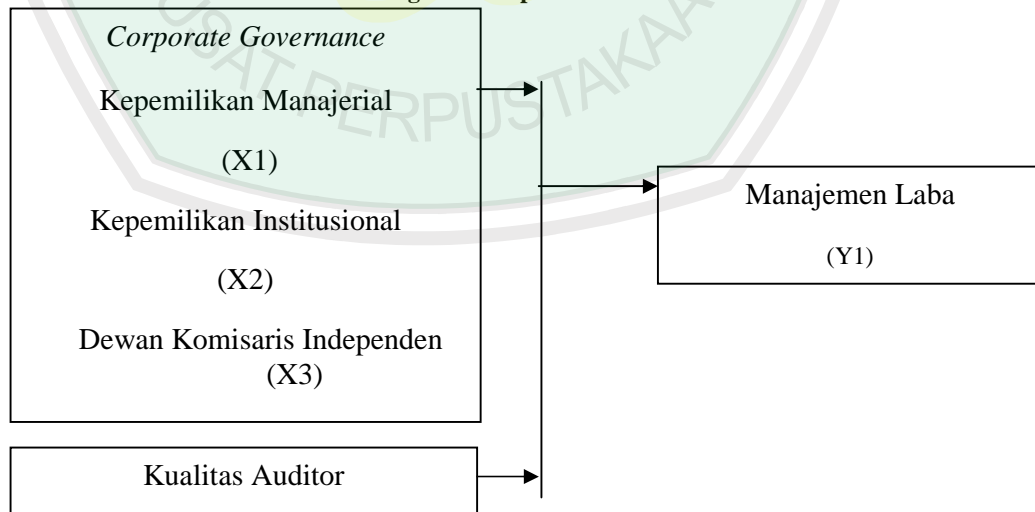 Corporate Governance
Kepemilikan Manajerial
(X1)
Kepemilikan Institusional
(X2)
Dewan Komisaris Independen
(X3)
Kualitas Auditor
Manajemen Laba
(Y1)